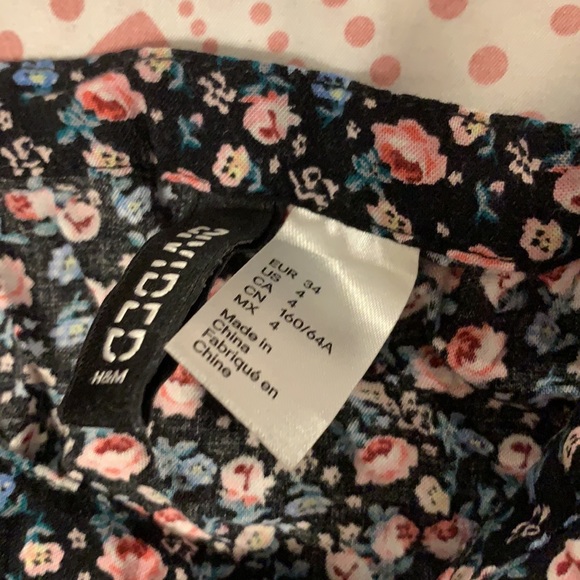 DIVIDED
H&M
EUR 34
US 4
CA 4
CN 160/64A
MX 4
Made in
China
Fabriqué en
Chine